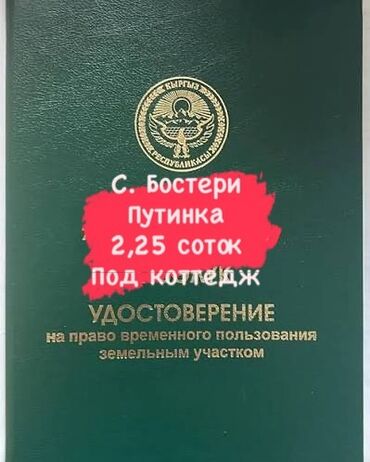 КЫРГЫЗ
РЕСПУБЛИКАСЫ
С. Бостери
Путинка
2,25 соток
Под коттедж
УДОСТОВЕРЕНИЕ
на право временного пользования
земельным участком